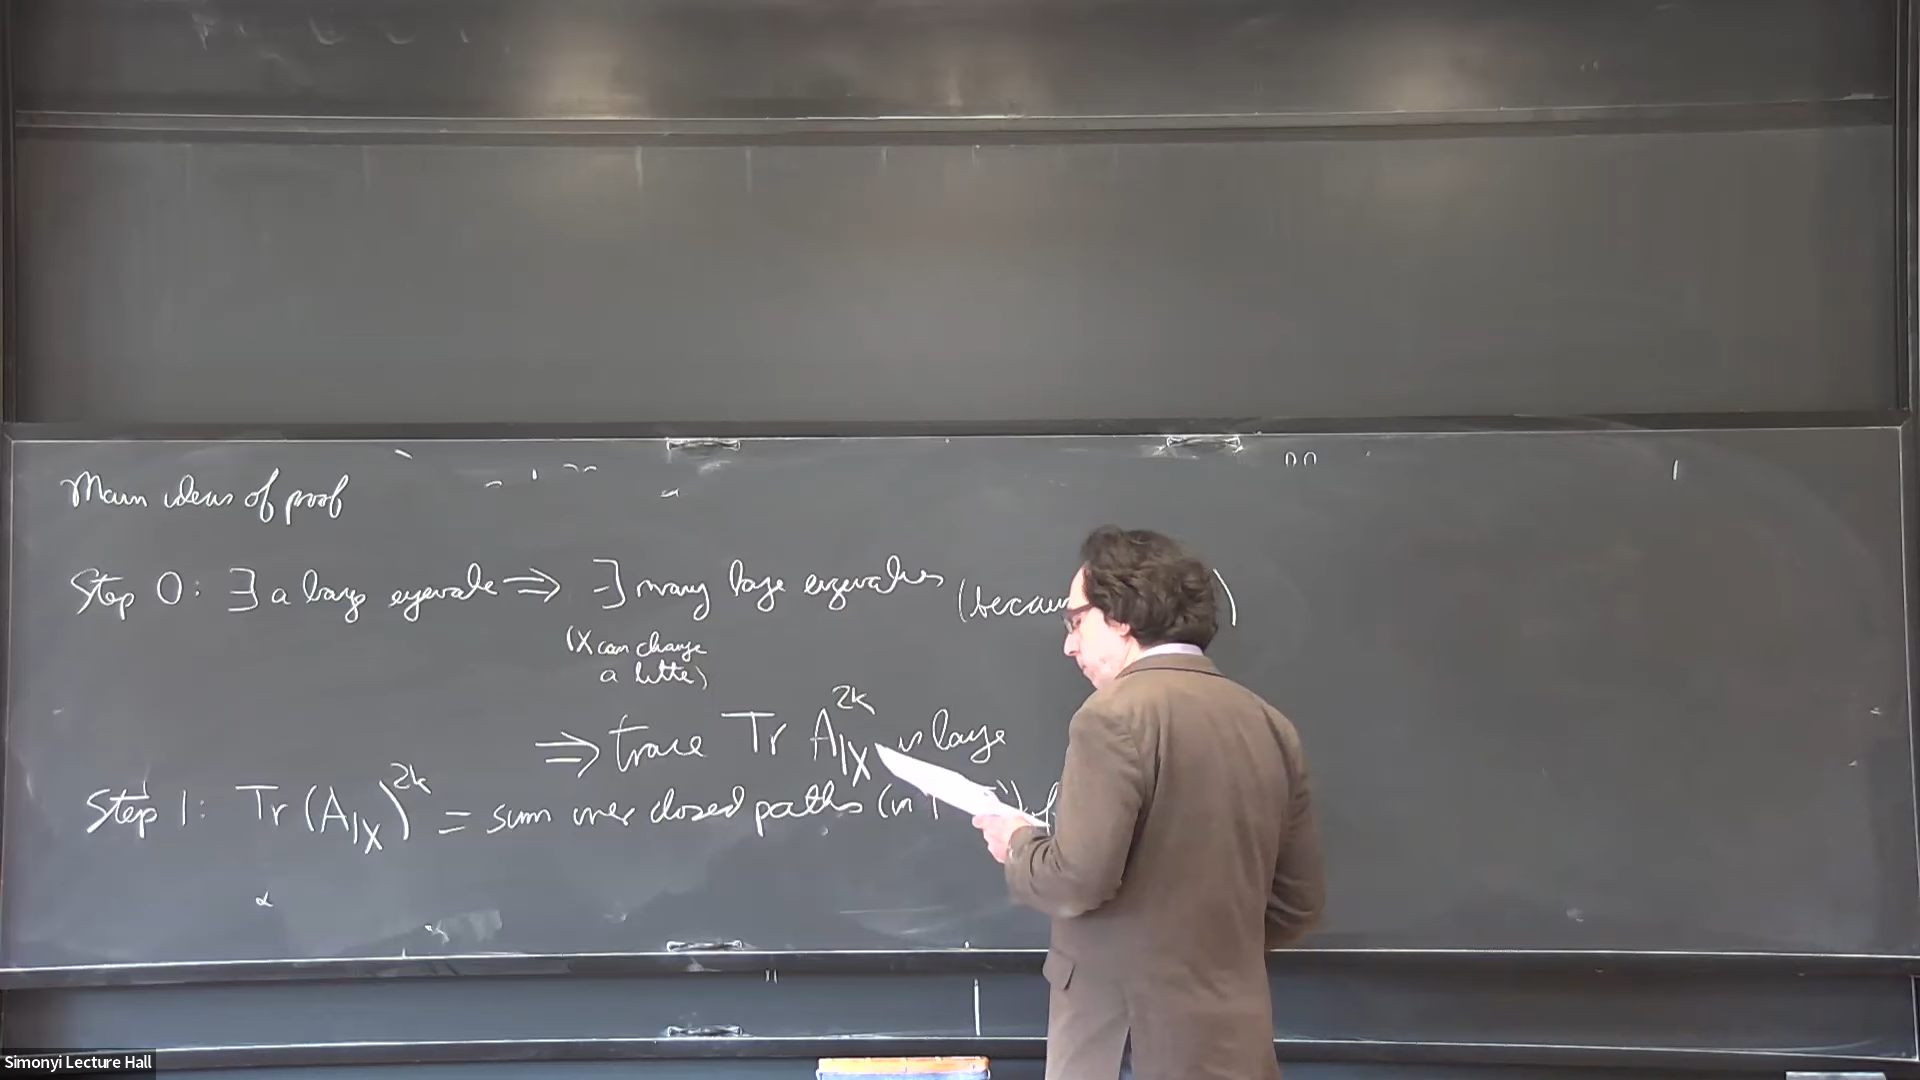 Main ideas of proof
Step 0: ∃ a large eigenvalue ⇒ ∃ many large eigenvalues (becau )
(X can change
a little)
⇒ trace Tr A|X^2k is large
Step 1: Tr (A|X)^2k = sum over closed paths (in
Simonyi Lecture Hall